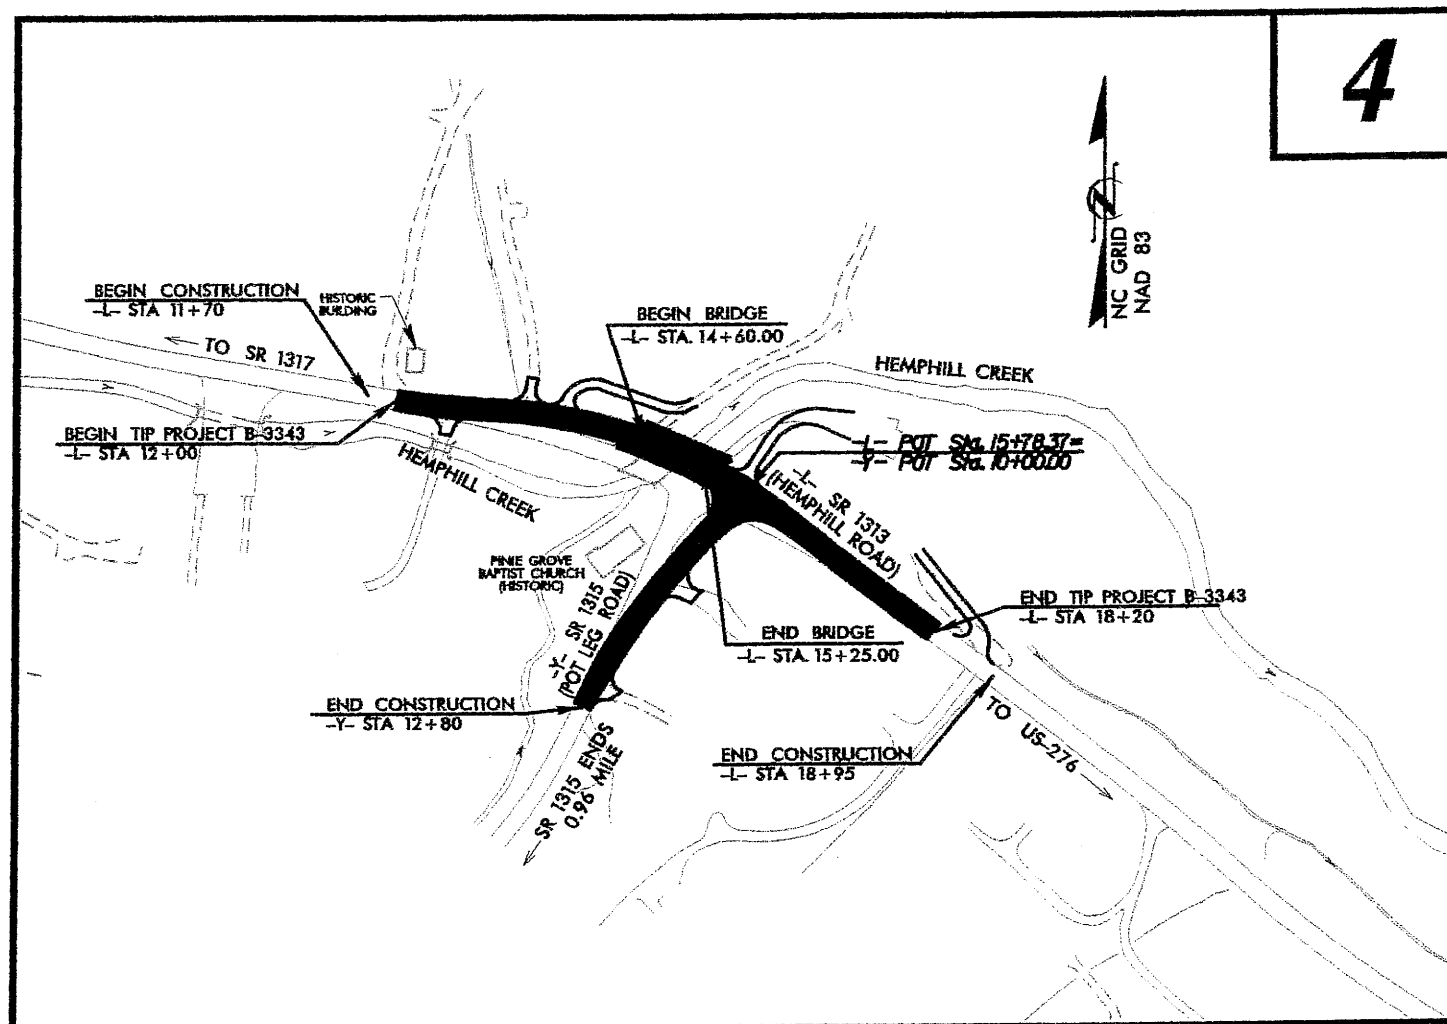 4
NC GRID
NAD 83
BEGIN CONSTRUCTION
-L- STA 11+70
HISTORIC
BUILDING
BEGIN BRIDGE
-L- STA. 14+60.00
TO SR 1317
HEMPHILL CREEK
BEGIN TIP PROJECT B-3343
-L- STA 12+00
HEMPHILL CREEK
-L- POT Sta. 15+78.37=
-Y- POT Sta. 10+00.00
-L- SR 1313
(HEMPHILL ROAD)
PINE GROVE
BAPTIST CHURCH
(HISTORIC)
-Y- SR 1315
(POT LEG ROAD)
END TIP PROJECT B-3343
-L- STA 18+20
END BRIDGE
-L- STA. 15+25.00
END CONSTRUCTION
-Y- STA 12+80
END CONSTRUCTION
-L- STA 18+95
TO US-276
SR 1315 ENDS
0.96 MILE